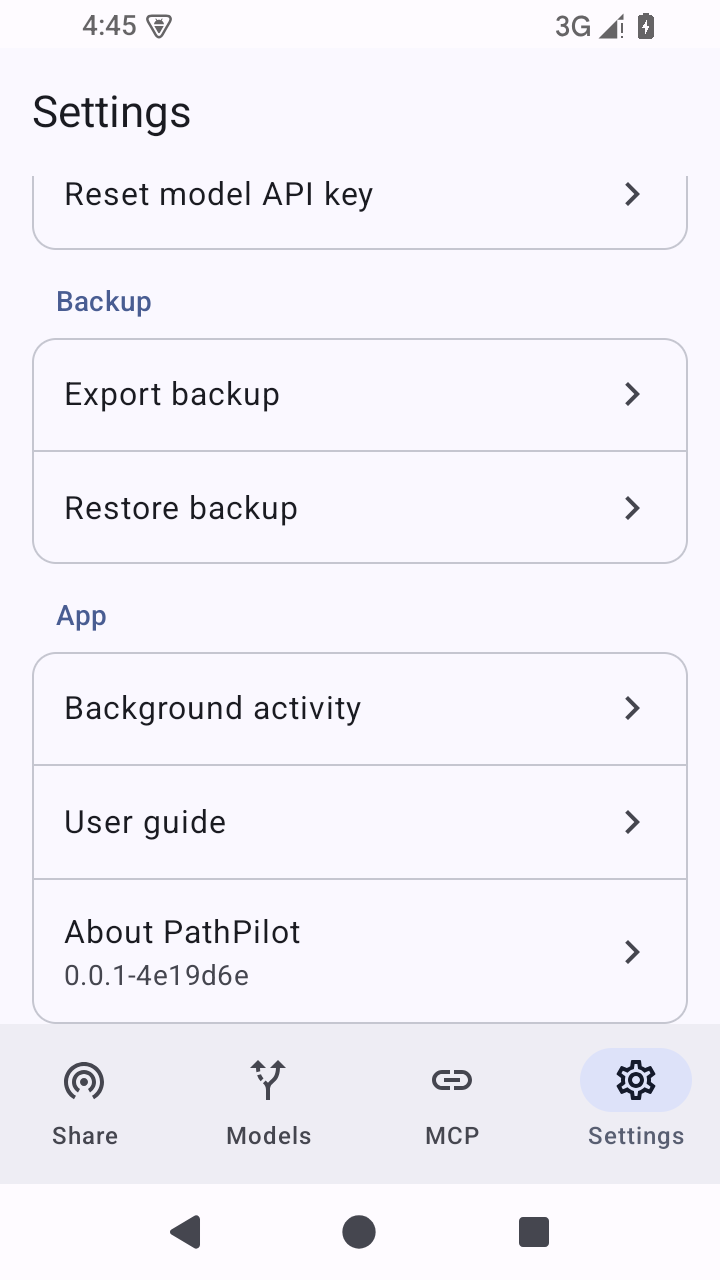 4:45
3G
Settings
Reset model API key
Backup
Export backup
Restore backup
App
Background activity
User guide
About PathPilot
0.0.1-4e19d6e
Share
Models
MCP
Settings